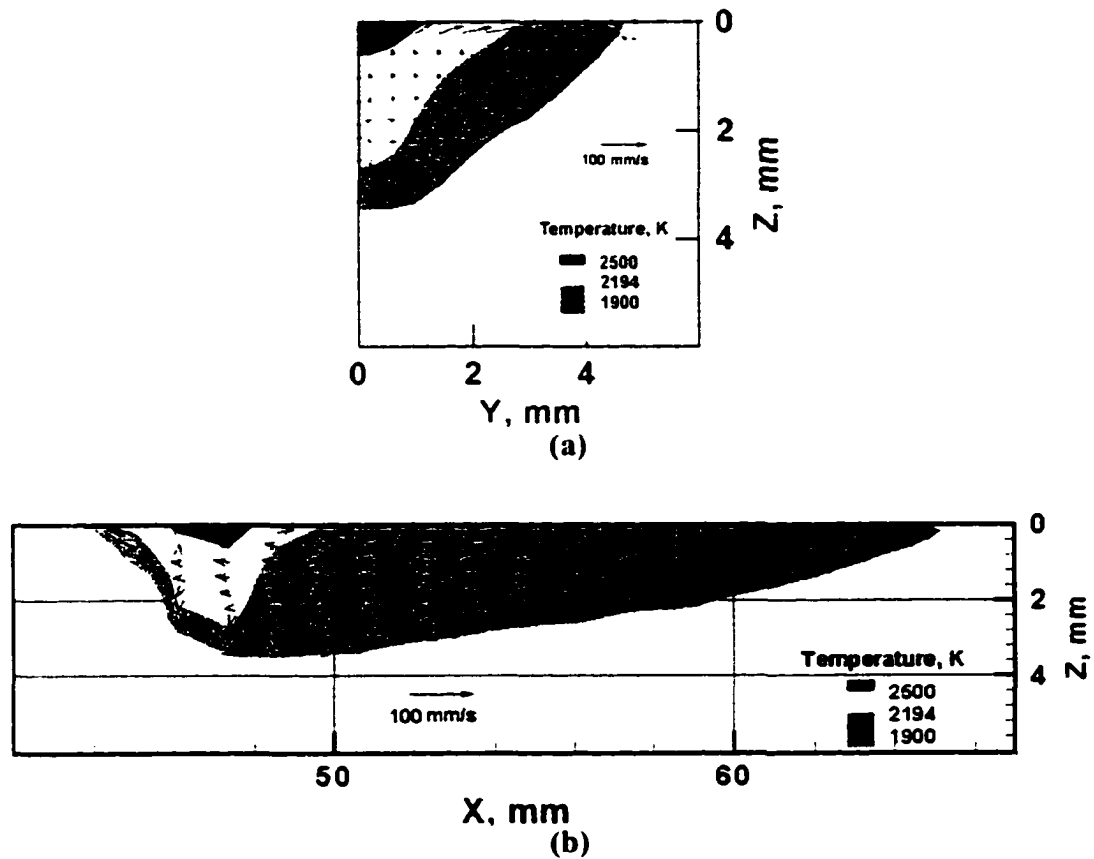 0
2
100 mm/s
Z, mm
Temperature, K
4
2500
2194
1900
0 2 4
Y, mm
(a)
0
2
Z, mm
Temperature, K
4
2500
100 mm/s
2194
1900
50 60
X, mm
(b)